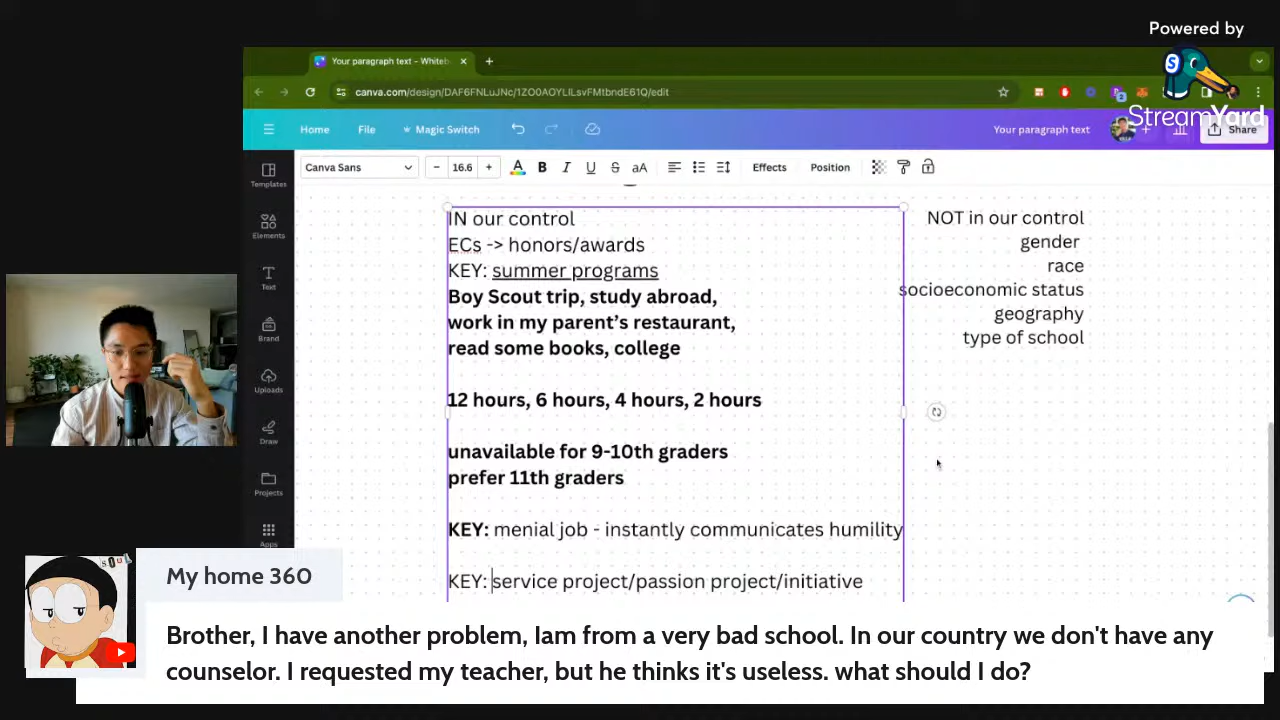 Powered by
StreamYard
Your paragraph text - Whiteb
canva.com/design/DAF6FNLuJNc/1ZO0AOYLILsvFMtbndE61Q/edit
Home
File
Magic Switch
Your paragraph text
Share
Canva Sans
16.6
A
B
I
U
S
aA
Effects
Position
Templates
Elements
Text
Brand
Uploads
Draw
Projects
Apps
IN our control
ECs -> honors/awards
KEY: summer programs
Boy Scout trip, study abroad,
work in my parent’s restaurant,
read some books, college
12 hours, 6 hours, 4 hours, 2 hours
unavailable for 9-10th graders
prefer 11th graders
KEY: menial job - instantly communicates humility
KEY: service project/passion project/initiative
NOT in our control
gender
race
socioeconomic status
geography
type of school
My home 360
Brother, I have another problem, Iam from a very bad school. In our country we don't have any
counselor. I requested my teacher, but he thinks it's useless. what should I do?